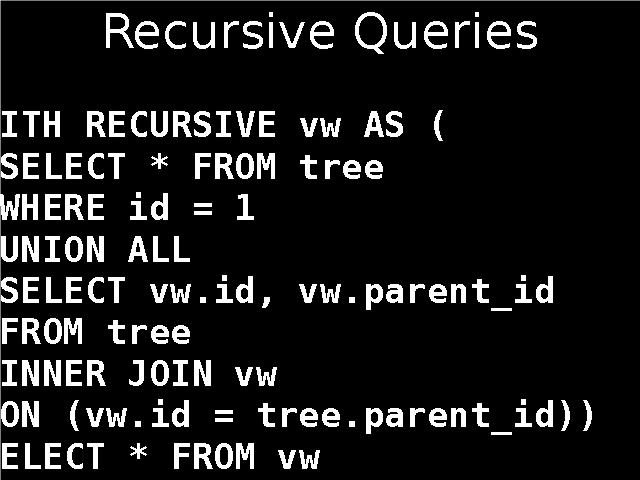 Recursive Queries
ITH RECURSIVE vw AS (
SELECT * FROM tree
WHERE id = 1
UNION ALL
SELECT vw.id, vw.parent_id
FROM tree
INNER JOIN vw
ON (vw.id = tree.parent_id))
ELECT * FROM vw